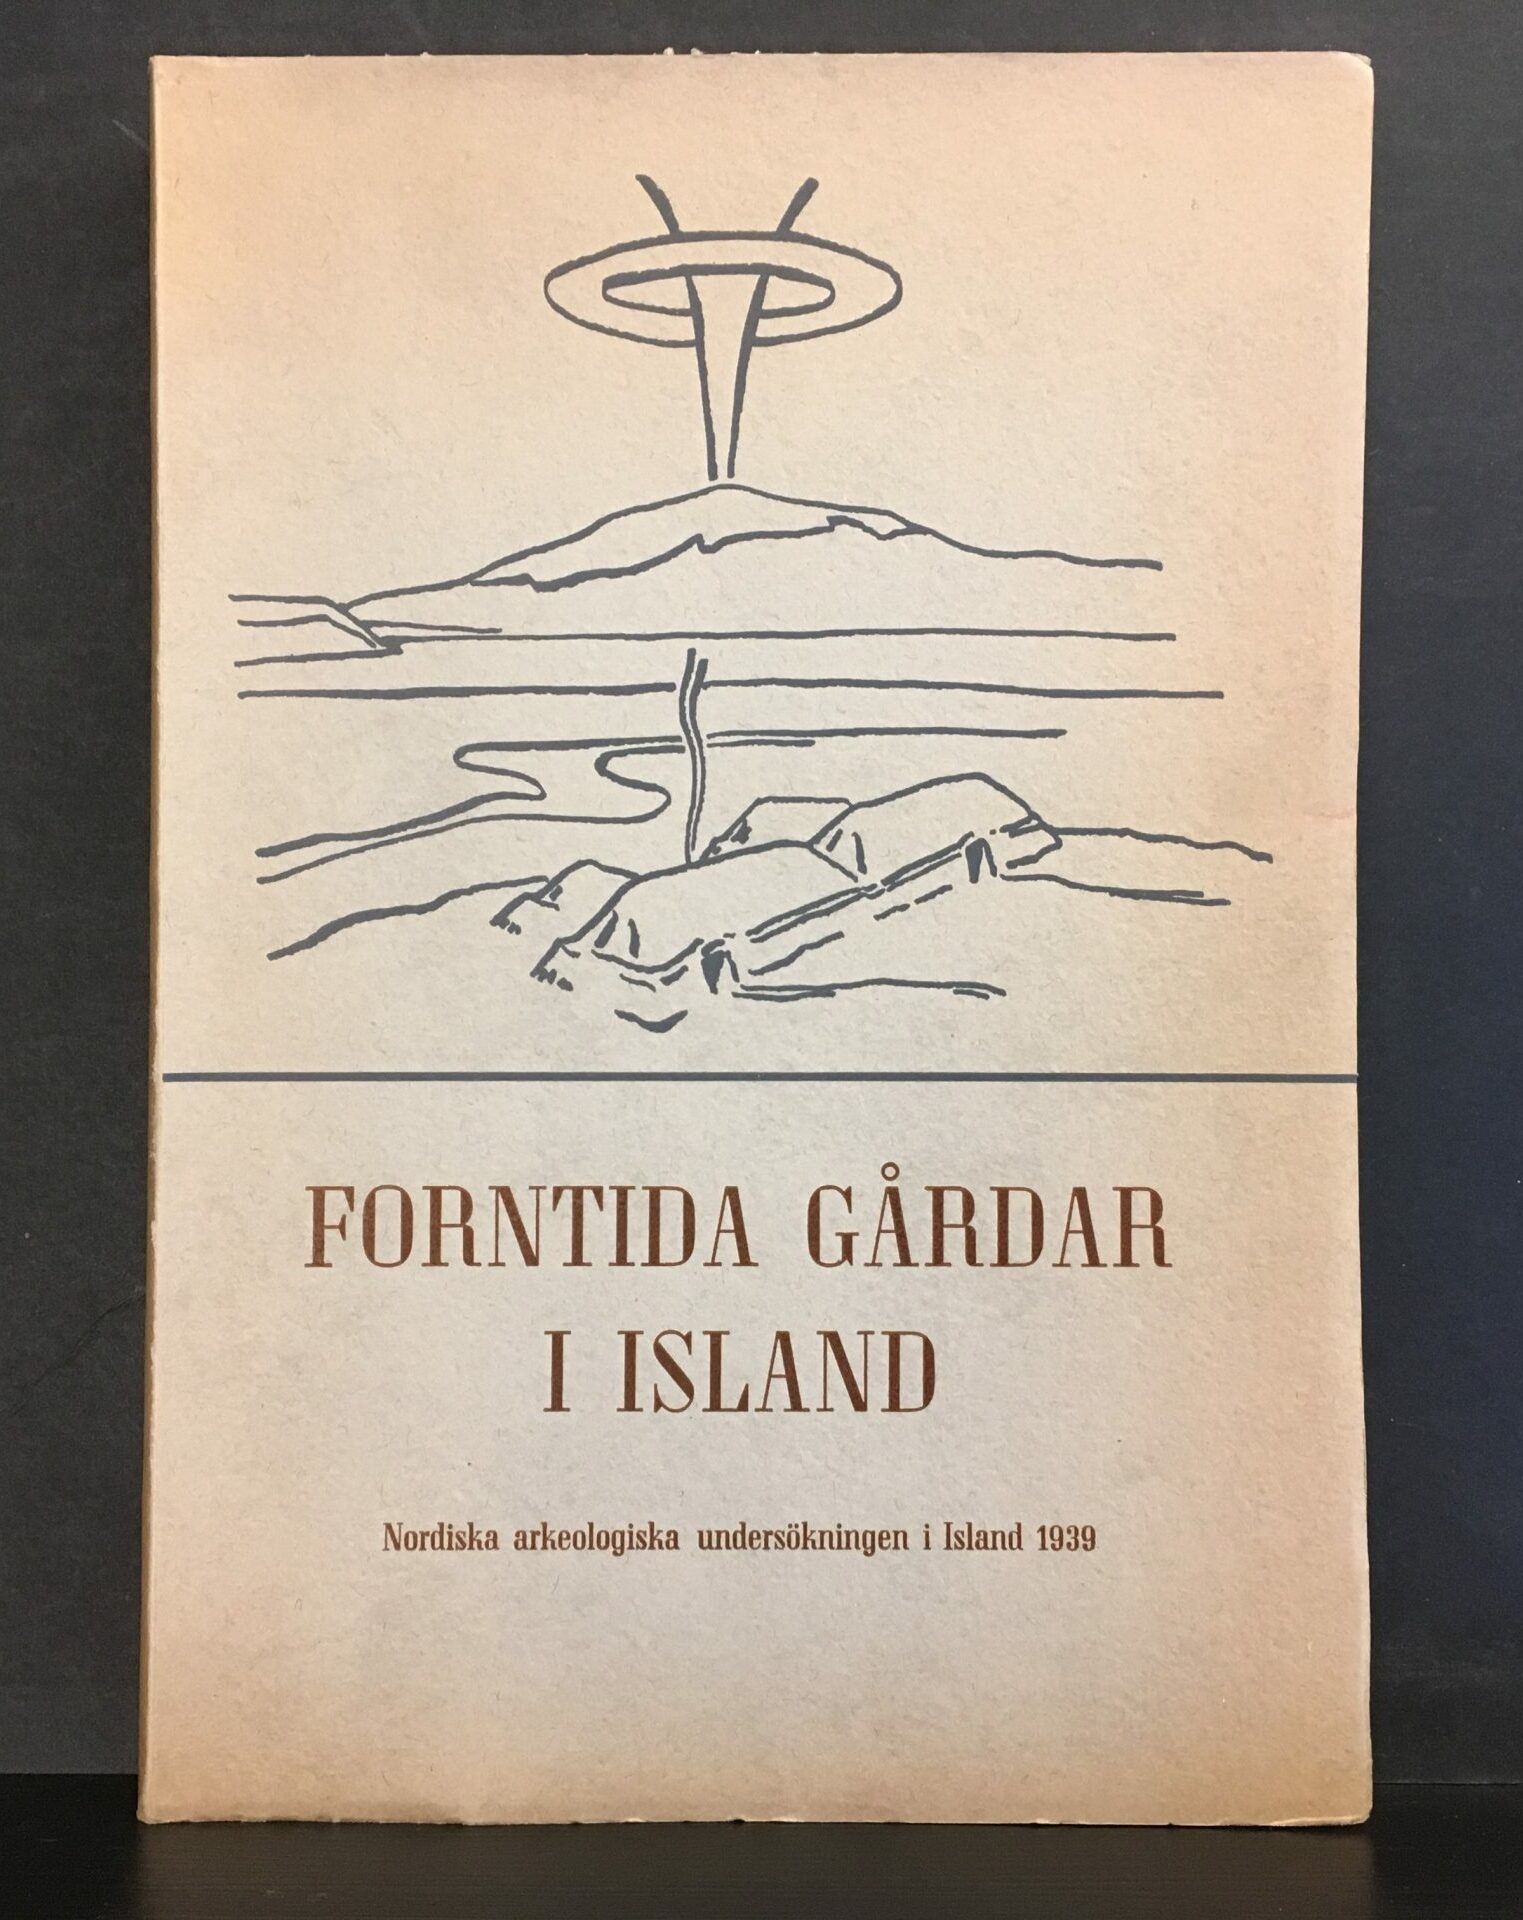 FORNTIDA GÅRDAR
I ISLAND
Nordiska arkeologiska undersökningen i Island 1939